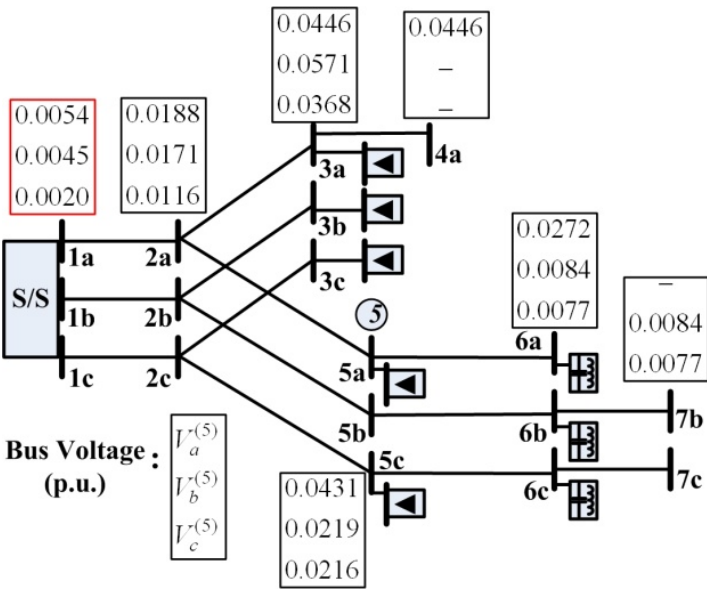 0.0446
0.0571
0.0368
0.0446
–
–
0.0054
0.0045
0.0020
0.0188
0.0171
0.0116
3a
4a
3b
3c
1a
2a
S/S
1b
2b
1c
2c
0.0272
0.0084
0.0077
–
0.0084
0.0077
5
5a
6a
5b
6b
7b
5c
6c
7c
Bus Voltage :
(p.u.)
V_a^(5)
V_b^(5)
V_c^(5)
0.0431
0.0219
0.0216